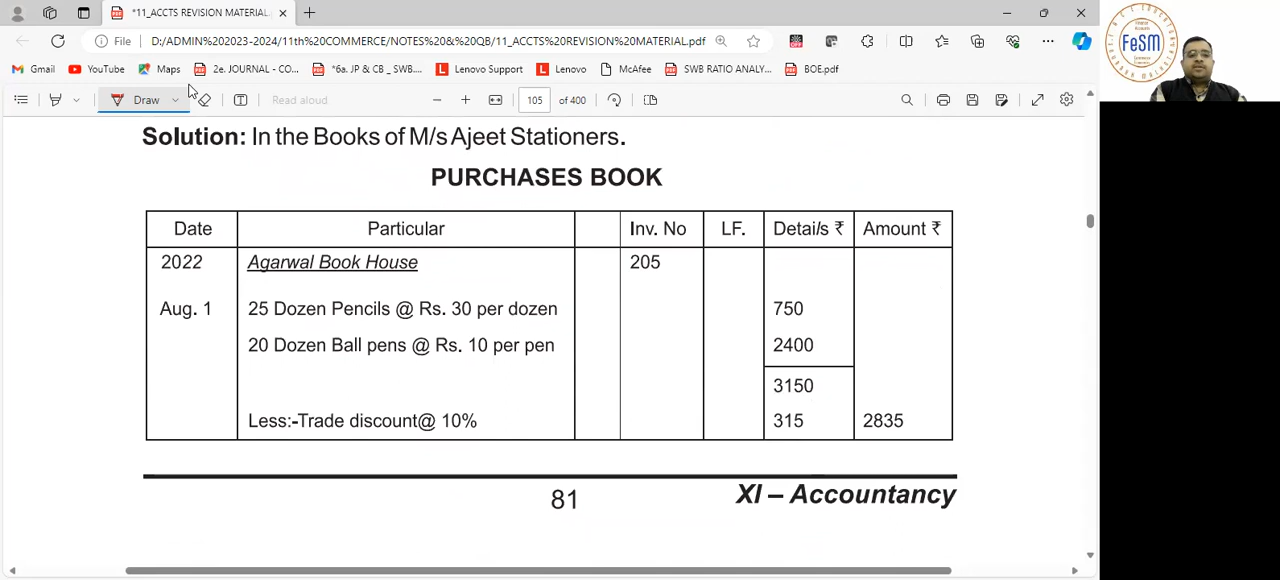 *11_ACCTS REVISION MATERIAL.
File
D:/ADMIN%202023-2024/11th%20COMMERCE/NOTES%20&%20QB/11_ACCTS%20REVISION%20MATERIAL.pdf
Gmail
YouTube
Maps
2e. JOURNAL - CO...
*6a. JP & CB _ SWB...
Lenovo Support
Lenovo
McAfee
SWB RATIO ANALY...
BOE.pdf
Draw
Read aloud
105 of 400
FeSM
Solution: In the Books of M/s Ajeet Stationers.
PURCHASES BOOK
Date Particular Inv. No LF. Details ₹ Amount ₹
2022 Agarwal Book House 205
Aug. 1 25 Dozen Pencils @ Rs. 30 per dozen 750
20 Dozen Ball pens @ Rs. 10 per pen 2400
3150
Less:-Trade discount@ 10% 315 2835
81
XI – Accountancy